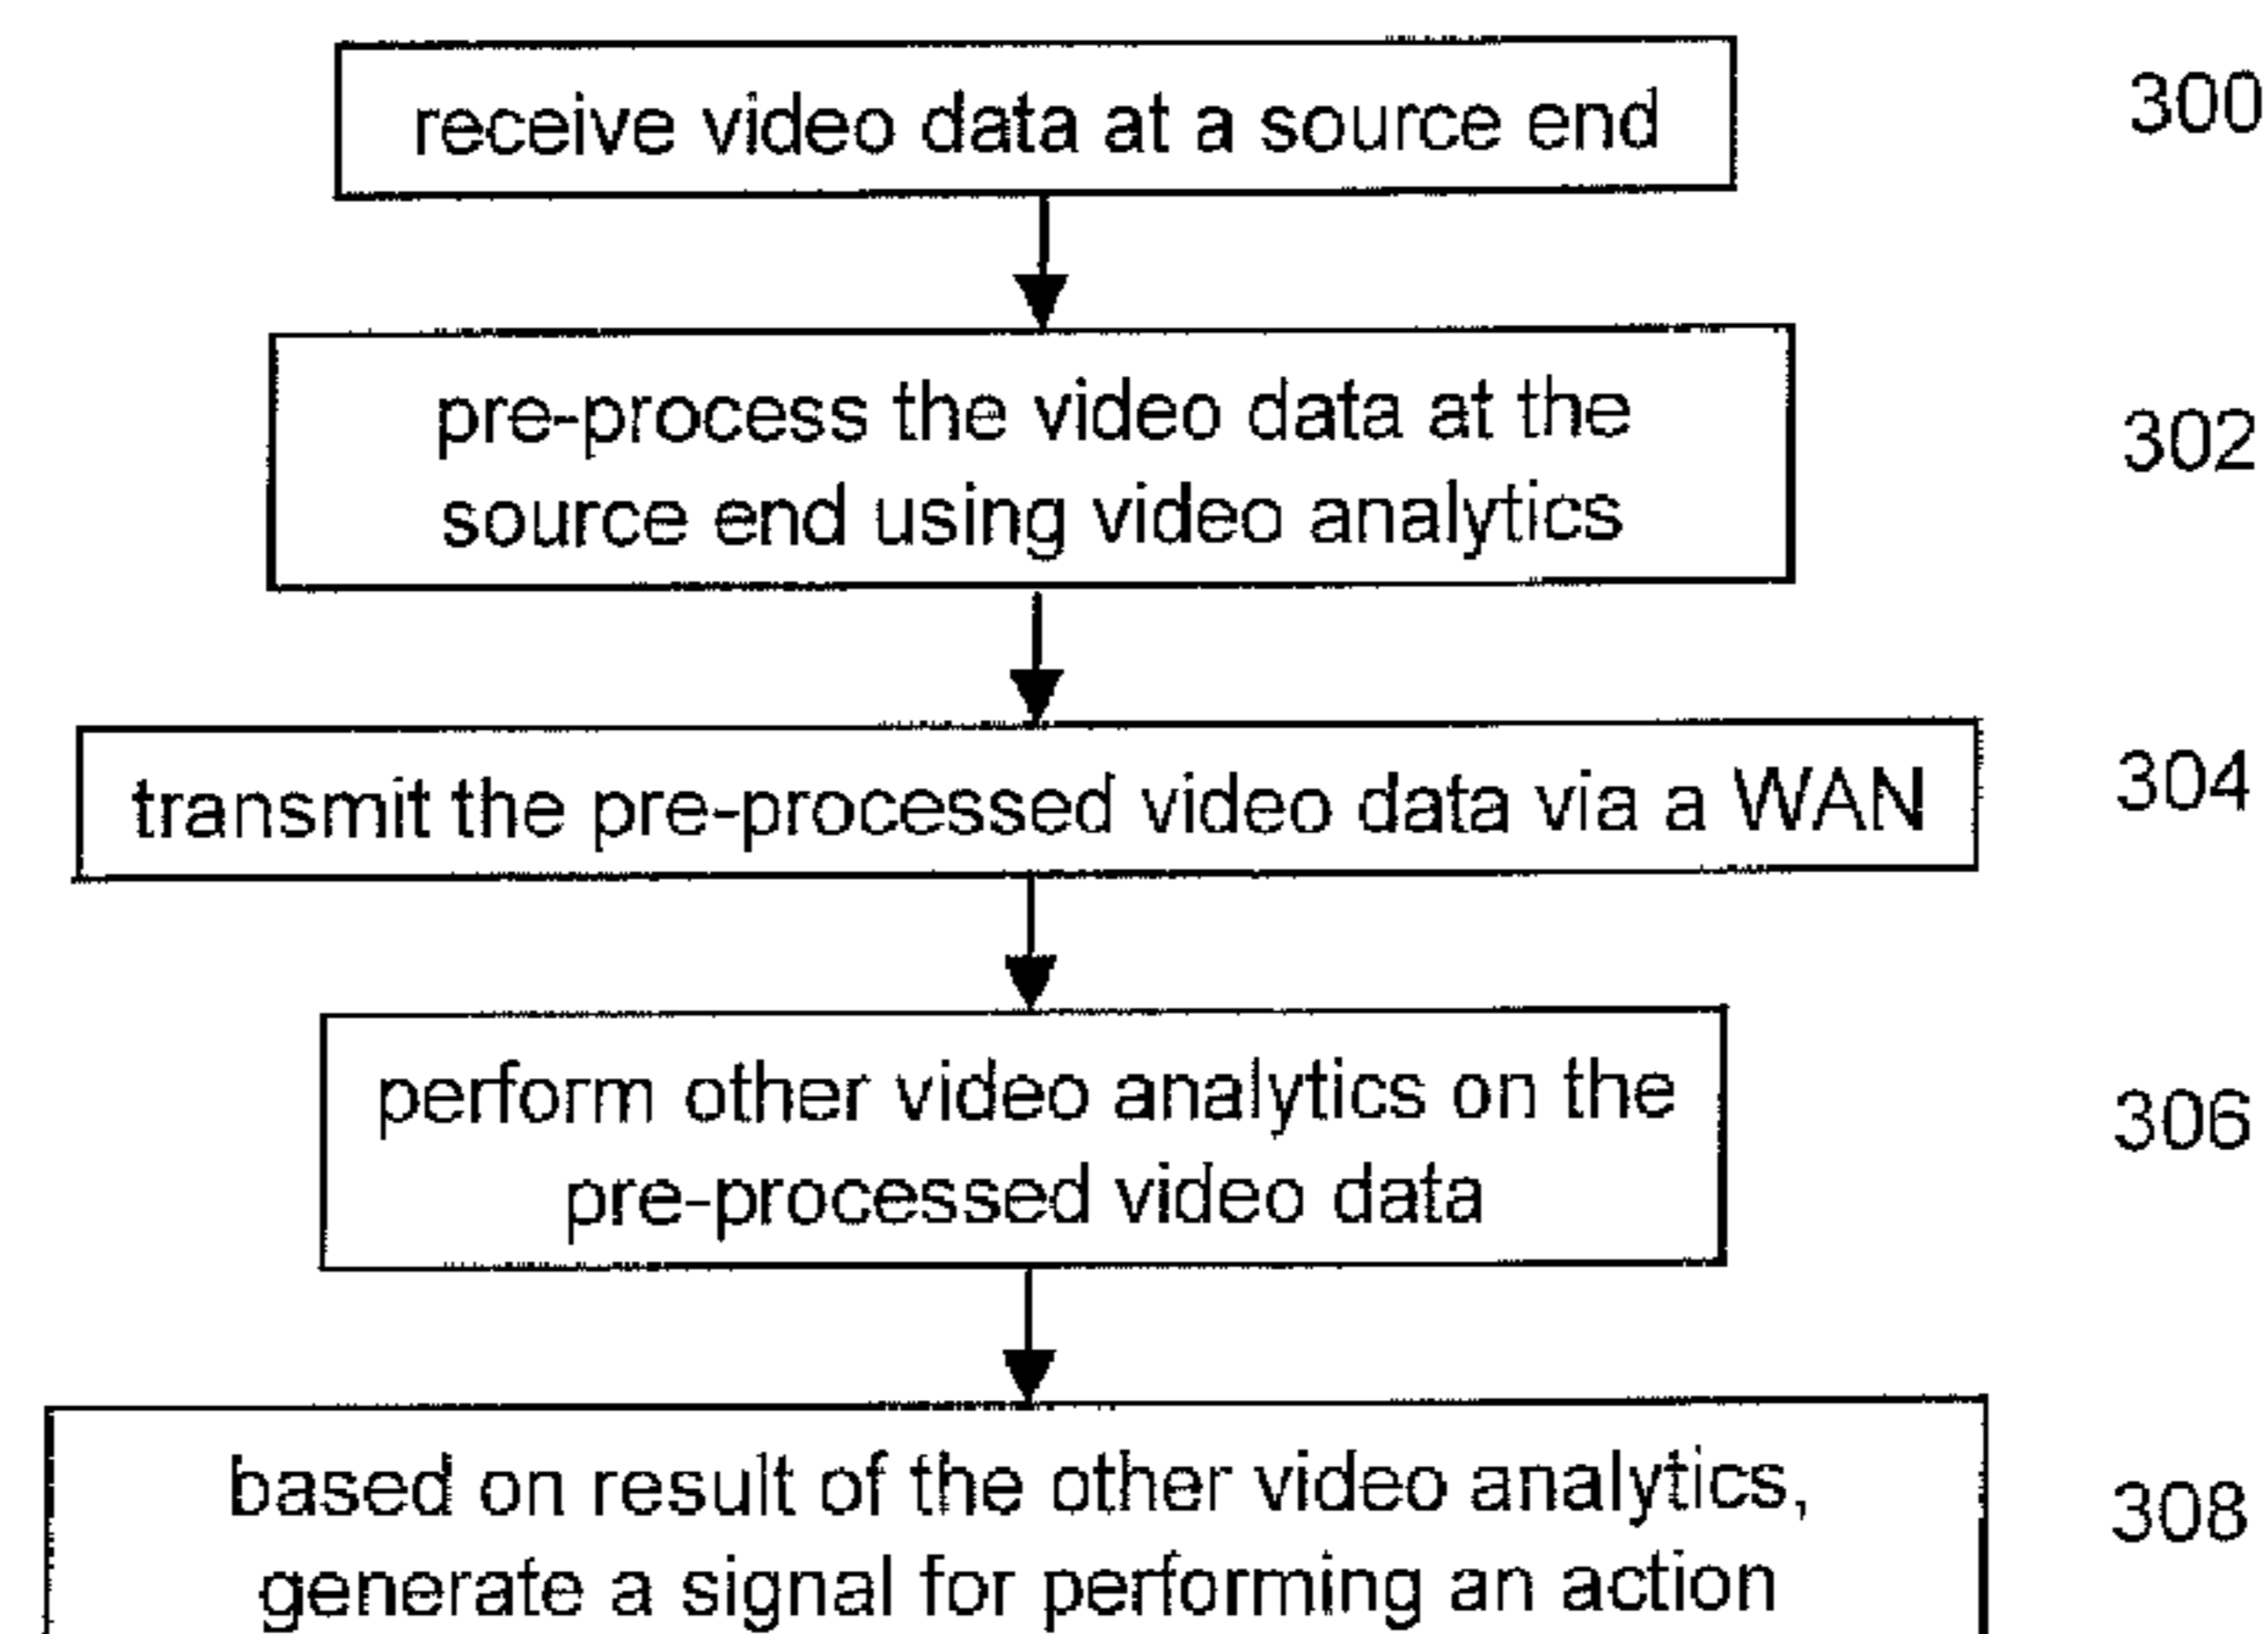 receive video data at a source end
300
pre-process the video data at the
source end using video analytics
302
transmit the pre-processed video data via a WAN
304
perform other video analytics on the
pre-processed video data
306
based on result of the other video analytics,
generate a signal for performing an action
308